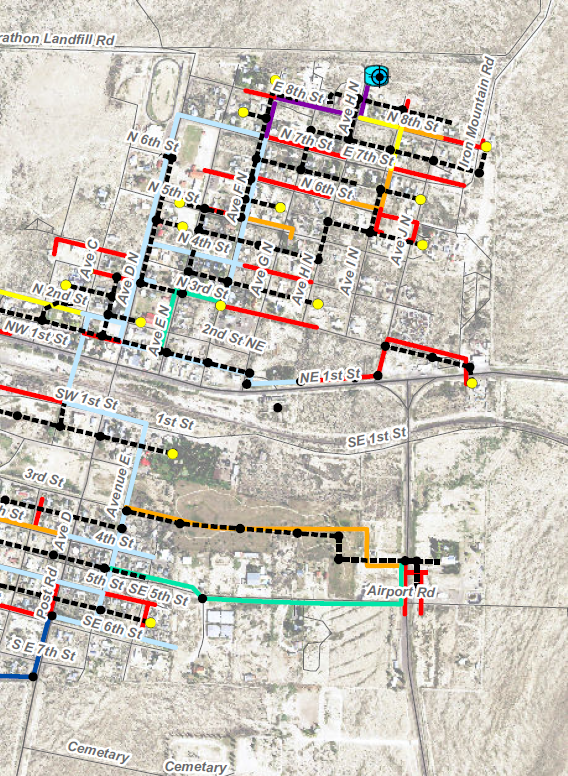 rathon Landfill Rd
E 8th St
Ave H N
N 8th St
Iron Mountain Rd
N 6th St
N 7th St
E 7th St
N 5th St
N 6th St
Ave F N
N 4th St
Ave J N
Ave C
Ave D N
Ave G N
Ave H N
Ave I N
N 3rd St
N 2nd St
NW 1st St
Ave E N
2nd St NE
NE 1st St
SW 1st St
1st St
SE 1st St
3rd St
Avenue E
h St
Ave D
4th St
5th St
SE 5th St
Airport Rd
Post Rd
SE 6th St
S E 7th St
Cemetary
Cemetary